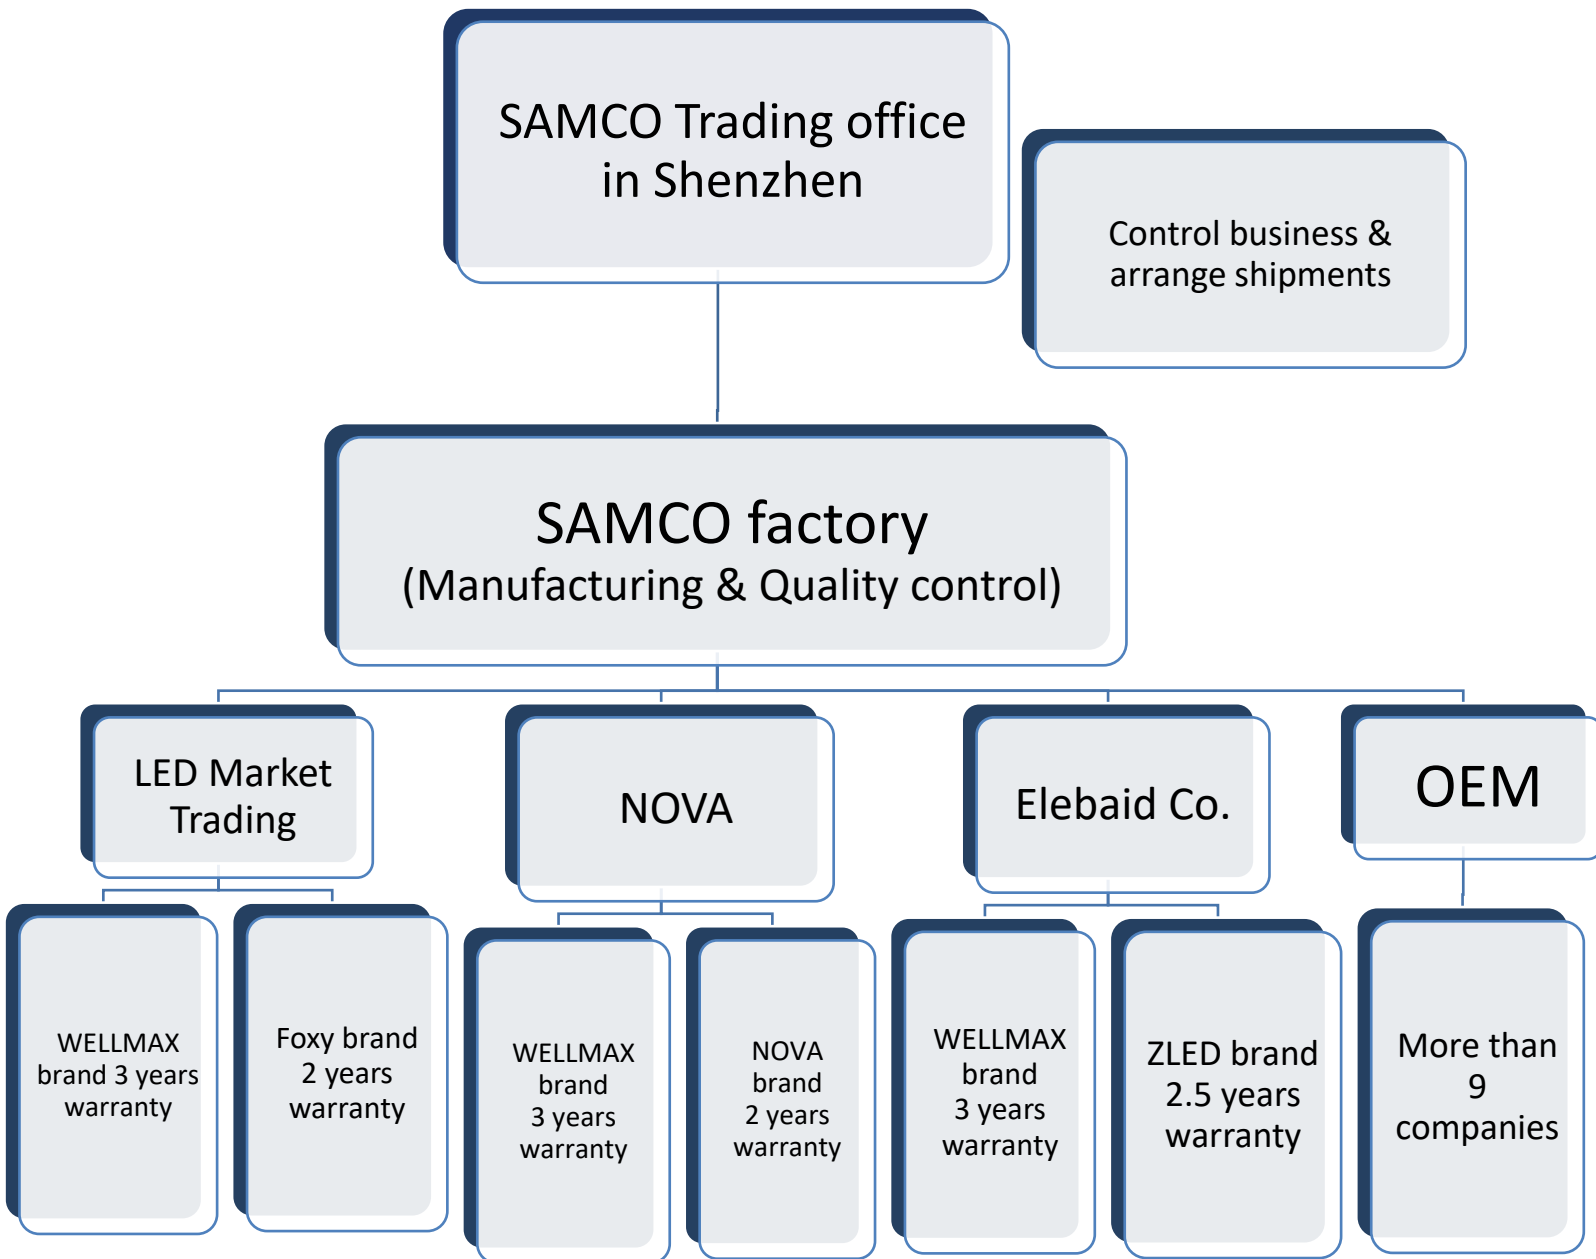 SAMCO Trading office
in Shenzhen
Control business &
arrange shipments
SAMCO factory
(Manufacturing & Quality control)
LED Market
Trading
NOVA
Elebaid Co.
OEM
WELLMAX
brand 3 years
warranty
Foxy brand
2 years
warranty
WELLMAX
brand
3 years
warranty
NOVA
brand
2 years
warranty
WELLMAX
brand
3 years
warranty
ZLED brand
2.5 years
warranty
More than
9
companies